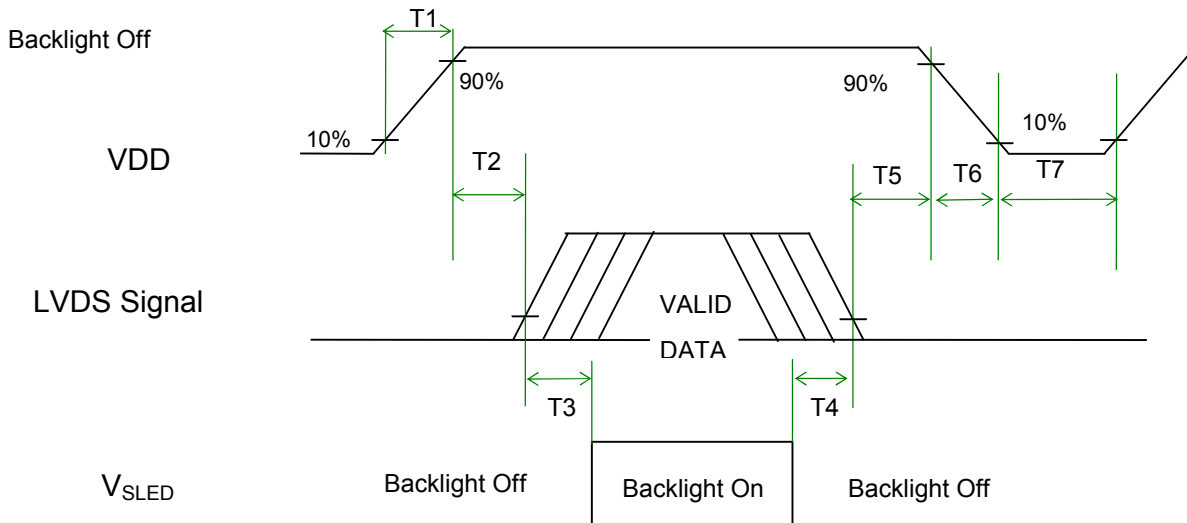 T1
Backlight Off
90%
90%
10%
10%
VDD
T2
T5
T6
T7
LVDS Signal
VALID
DATA
T3
T4
VSLED
Backlight Off
Backlight On
Backlight Off